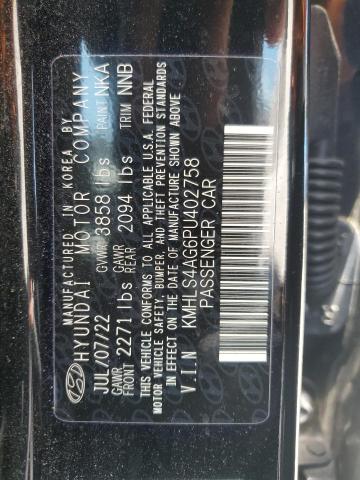 MANUFACTURED IN KOREA BY
HYUNDAI MOTOR COMPANY
JUL/07/22 GVWR 3858 lbs PAINT NKA
GAWR FRONT 2271 lbs GAWR REAR 2094 lbs TRIM NNB
THIS VEHICLE CONFORMS TO ALL APPLICABLE U.S.A. FEDERAL
MOTOR VEHICLE SAFETY, BUMPER, AND THEFT PREVENTION STANDARDS
IN EFFECT ON THE DATE OF MANUFACTURE SHOWN ABOVE
V.I.N KMHLS4AG6PU402758
PASSENGER CAR